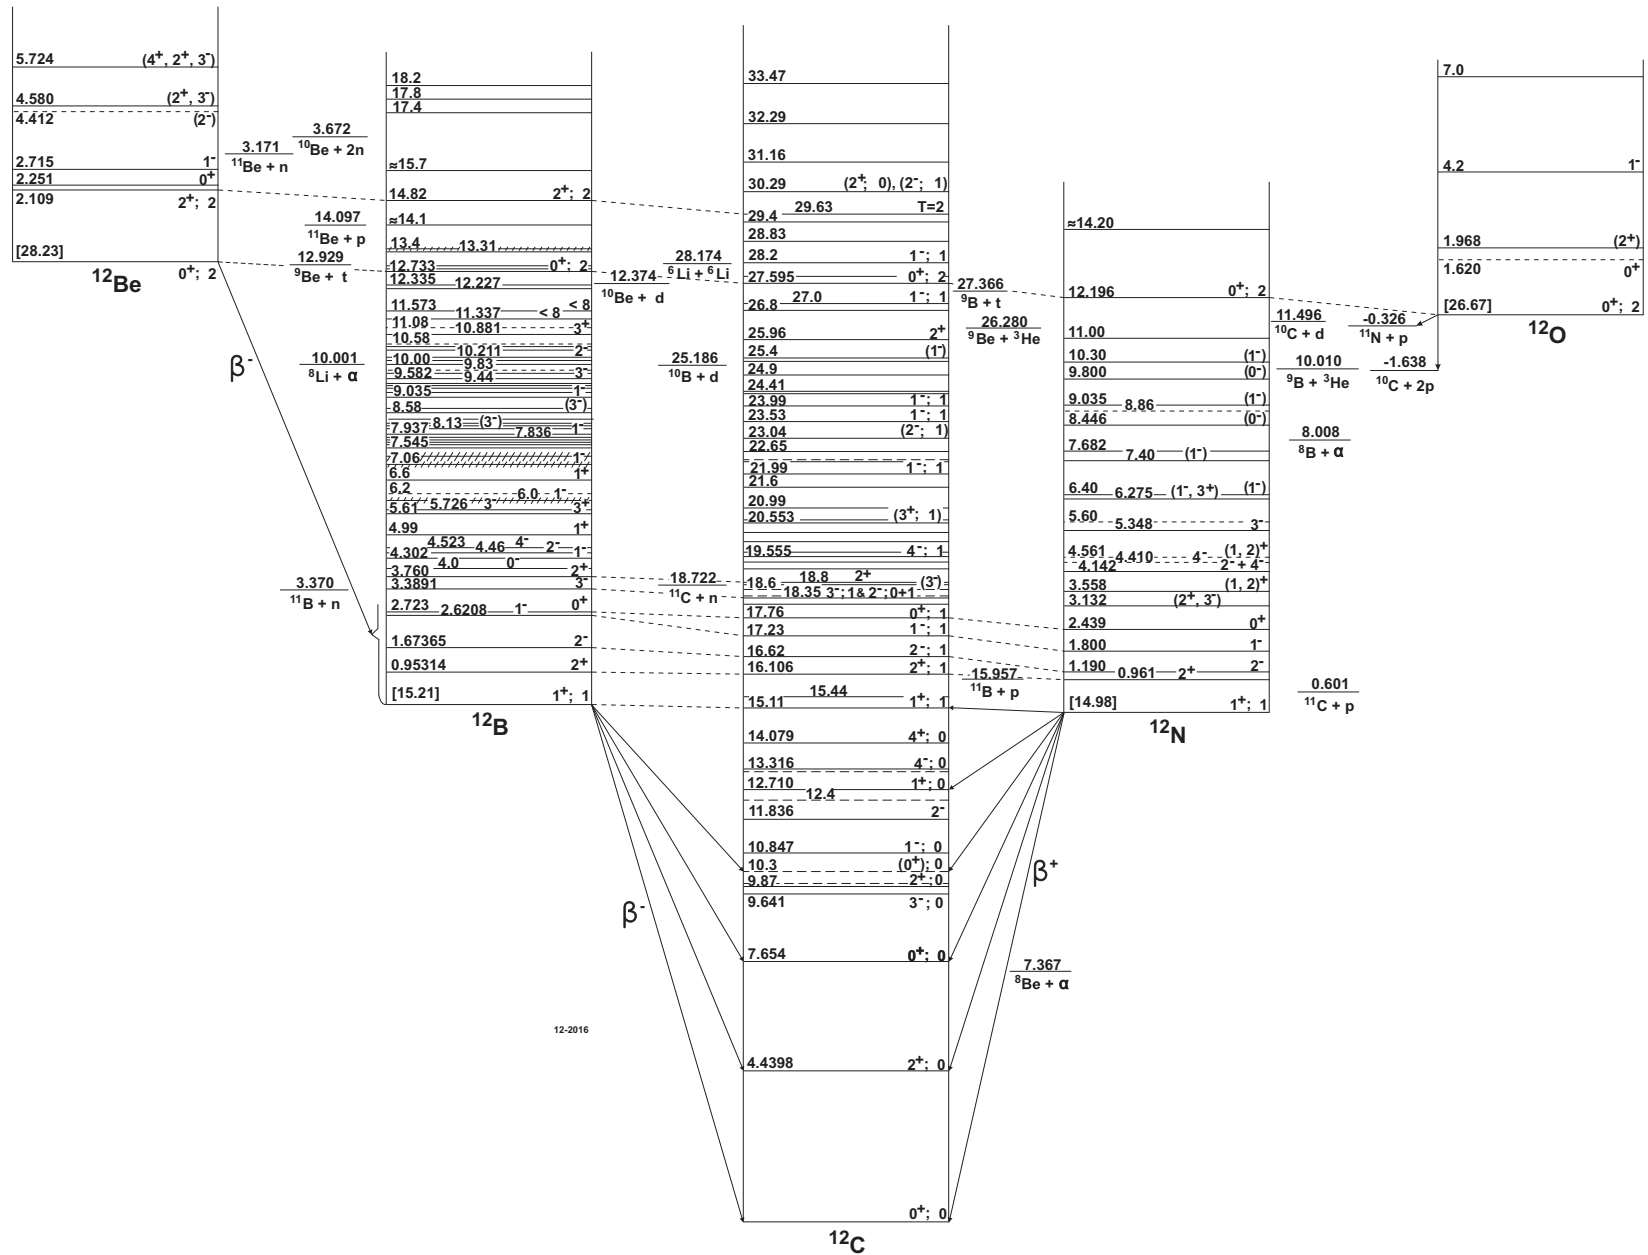 5.724 (4⁺, 2⁺, 3⁻)
4.580 (2⁺, 3⁻)
4.412 (2⁻)
2.715 1⁻
2.251 0⁺
2.109 2⁺; 2
[28.23]
0⁺; 2
¹²Be
3.672
¹⁰Be + 2n
3.171
¹¹Be + n
14.097
¹¹Be + p
12.929
⁹Be + t
10.001
⁸Li + α
3.370
¹¹B + n
β⁻
18.2
17.8
17.4
≈15.7
14.82 2⁺; 2
≈14.1
13.4 13.31
12.733 0⁺; 2
12.335 12.227
11.573 < 8
11.337 < 8
11.08 10.881 3⁺
10.58
10.211 2⁻
10.00 9.83
9.582 9.44 3⁻
9.035 1⁻
8.58 (3⁻)
8.13 (3⁻)
7.937 7.836 1⁻
7.545
7.06 1⁻
6.6 1⁺
6.2 6.0 1⁻
5.61 5.726 3⁻ 3⁺
4.99 1⁺
4.523 4⁻
4.46 2⁻
4.302 1⁻
4.0 0⁻
3.760 2⁺
3.3891 3⁻
2.723 0⁺
2.6208 1⁻
1.67365 2⁻
0.95314 2⁺
[15.21] 1⁺; 1
¹²B
12.374
¹⁰Be + d
28.174
⁶Li + ⁶Li
25.186
¹⁰B + d
18.722
¹¹C + n
β⁻
12-2016
33.47
32.29
31.16
30.29 (2⁺; 0), (2⁻; 1)
29.63 T=2
29.4
28.83
28.2 1⁻; 1
27.595 0⁺; 2
27.0 1⁻; 1
26.8
25.96 2⁺
25.4 (1⁻)
24.9
24.41
23.99 1⁻; 1
23.53 1⁻; 1
23.04 (2⁻; 1)
22.65
21.99 1⁻; 1
21.6
20.99
20.553 (3⁺; 1)
19.555 4⁻; 1
18.8 2⁺
18.6 (3⁻)
18.35 3⁻;1& 2⁻;0+1
17.76 0⁺; 1
17.23 1⁻; 1
16.62 2⁻; 1
16.106 2⁺; 1
15.44
15.11 1⁺; 1
14.079 4⁺; 0
13.316 4⁻; 0
12.710 1⁺; 0
12.4
11.836 2⁻
10.847 1⁻; 0
10.3 (0⁺); 0
9.87 2⁺; 0
9.641 3⁻; 0
7.654 0⁺; 0
4.4398 2⁺; 0
0⁺; 0
¹²C
27.366
⁹B + t
26.280
⁹Be + ³He
15.957
¹¹B + p
β⁺
7.367
⁸Be + α
≈14.20
12.196 0⁺; 2
11.00
10.30 (1⁻)
9.800 (0⁻)
9.035 (1⁻)
8.86
8.446 (0⁻)
7.682
7.40 (1⁻)
6.40 (1⁻)
6.275 (1⁻, 3⁺)
5.60
5.348 3⁻
4.561 (1, 2)⁺
4.410 4⁻
4.142 2⁻ + 4⁻
3.558 (1, 2)⁺
3.132 (2⁺, 3⁻)
2.439 0⁺
1.800 1⁻
1.190 2⁻
0.961 2⁺
[14.98] 1⁺; 1
¹²N
11.496
¹⁰C + d
10.010
⁹B + ³He
8.008
⁸B + α
0.601
¹¹C + p
-0.326
¹¹N + p
-1.638
¹⁰C + 2p
7.0
4.2 1⁻
1.968 (2⁺)
1.620 0⁺
[26.67] 0⁺; 2
¹²O